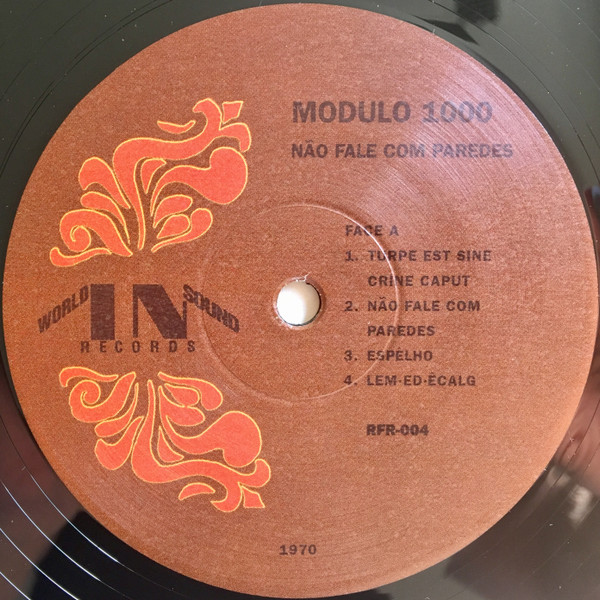 MODULO 1000
NÃO FALE COM PAREDES
FACE A
1. TURPE EST SINE
CRINE CAPUT
2. NÃO FALE COM
PAREDES
3. ESPELHO
4. LEM-ED-ÊCALG
RFR-004
WORLD IN SOUND
RECORDS
1970